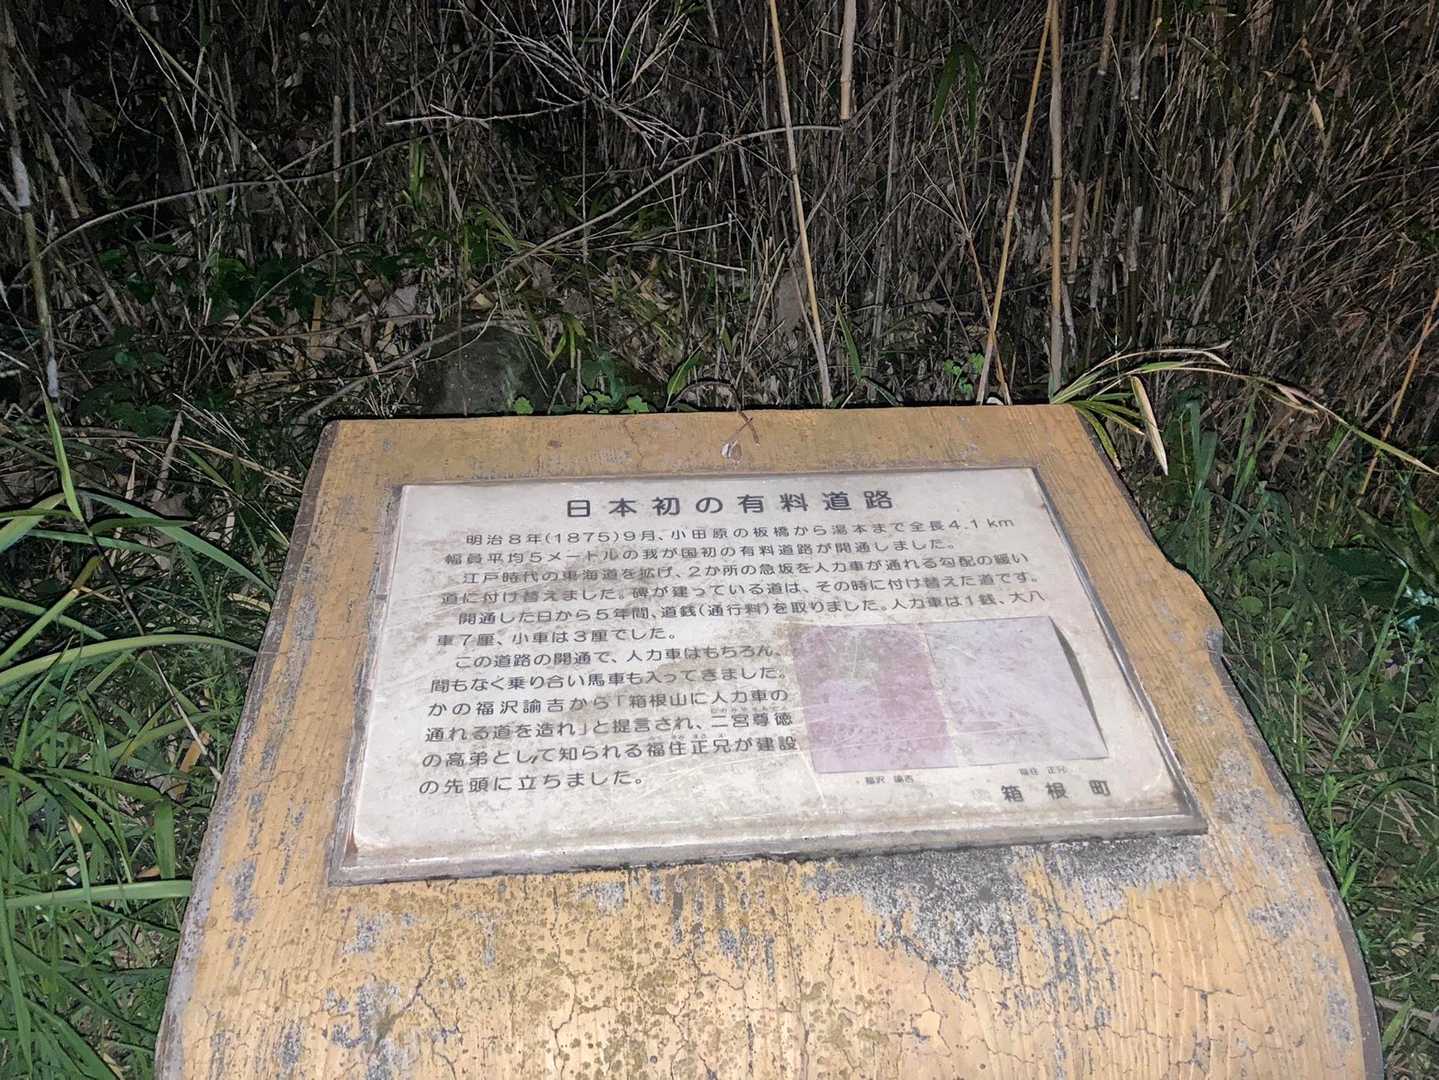 日本初の有料道路
明治8年(1875)9月、小田原の板橋から湯本まで全長4.1km
幅員平均5メートルの我が国初の有料道路が開通しました。
江戸時代の東海道を拡げ、2か所の急坂を人力車が通れる勾配の緩い
道に付け替えました。碑が建っている道は、その時に付け替えた道です。
開通した日から5年間、道銭(通行料)を取りました。人力車は1銭、大八
車7厘、小車は3厘でした。
この道路の開通で、人力車はもちろん、
間もなく乗り合い馬車も入ってきました。
かの福沢諭吉から「箱根山に人力車の
通れる道を造れ」と提言され、二宮尊徳
の高弟として知られる福住正兄が建設
の先頭に立ちました。
福沢 諭吉
福住 正兄
箱根町